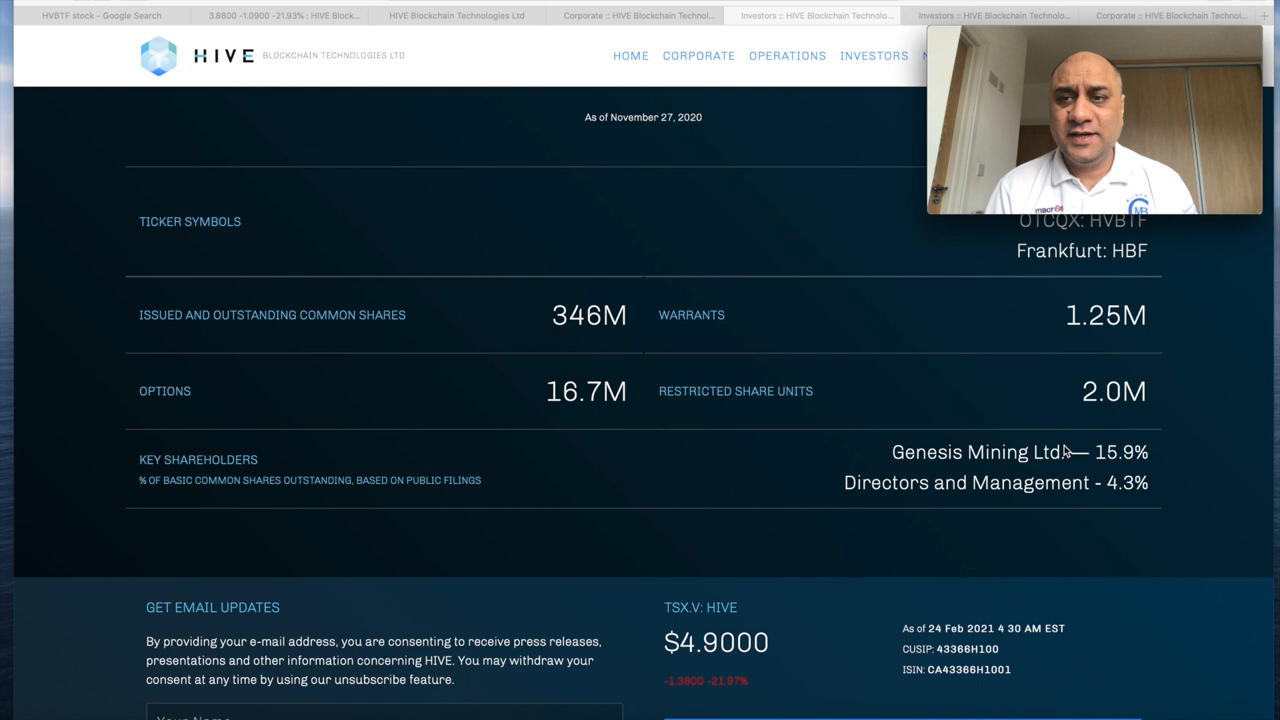 HVBTF stock - Google Search
3.6800 -1.0900 -21.93% : HIVE Block...
HIVE Blockchain Technologies Ltd
Corporate :: HIVE Blockchain Technol...
Investors :: HIVE Blockchain Technolo...
Investors :: HIVE Blockchain Technolo...
Corporate :: HIVE Blockchain Technol...
HIVE BLOCKCHAIN TECHNOLOGIES LTD
HOME CORPORATE OPERATIONS INVESTORS
As of November 27, 2020
TICKER SYMBOLS
OTCQX: HVBTF
Frankfurt: HBF
ISSUED AND OUTSTANDING COMMON SHARES 346M
WARRANTS 1.25M
OPTIONS 16.7M
RESTRICTED SHARE UNITS 2.0M
KEY SHAREHOLDERS
% OF BASIC COMMON SHARES OUTSTANDING, BASED ON PUBLIC FILINGS
Genesis Mining Ltd. — 15.9%
Directors and Management - 4.3%
GET EMAIL UPDATES
By providing your e-mail address, you are consenting to receive press releases,
presentations and other information concerning HIVE. You may withdraw your
consent at any time by using our unsubscribe feature.
Your Name
TSX.V: HIVE
$4.9000
-1.3800 -21.97%
As of 24 Feb 2021 4 30 AM EST
CUSIP: 43366H100
ISIN: CA43366H1001